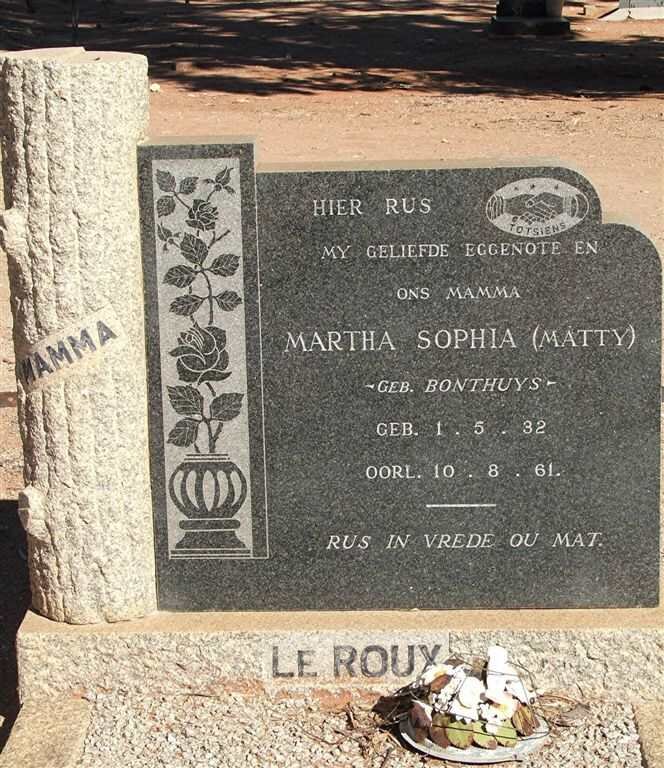 HIER RUS
TOTSIENS
MY GELIEFDE EGGENOTE EN
ONS MAMMA
MARTHA SOPHIA (MATTY)
-GEB. BONTHUYS-
GEB. 1 . 5 . 32
OORL. 10 . 8 . 61.
RUS IN VREDE OU MAT.
MAMMA
LE ROUX